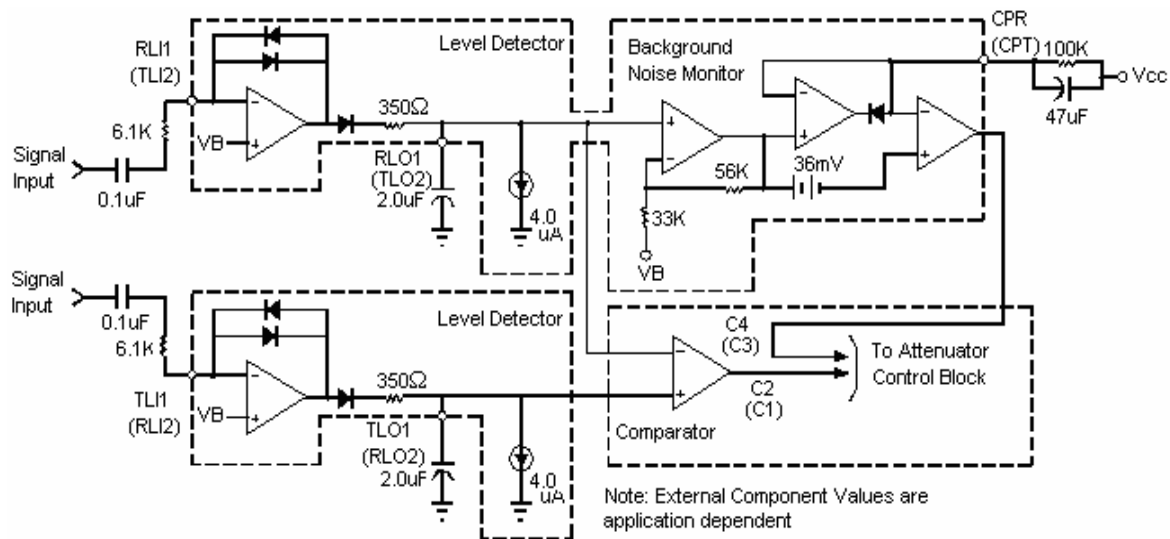 RLI1
(TLI2)
Level Detector
Background
Noise Monitor
CPR
(CPT)
100K
Vcc
47uF
6.1K
VB
350Ω
Signal
Input
0.1uF
RLO1
(TLO2)
2.0uF
4.0
uA
56K
36mV
33K
VB
Signal
Input
0.1uF
6.1K
Level Detector
TLI1
(RLI2)
VB
350Ω
TLO1
(RLO2)
2.0uF
4.0
uA
C4
(C3)
C2
(C1)
To Attenuator
Control Block
Comparator
Note: External Component Values are
application dependent